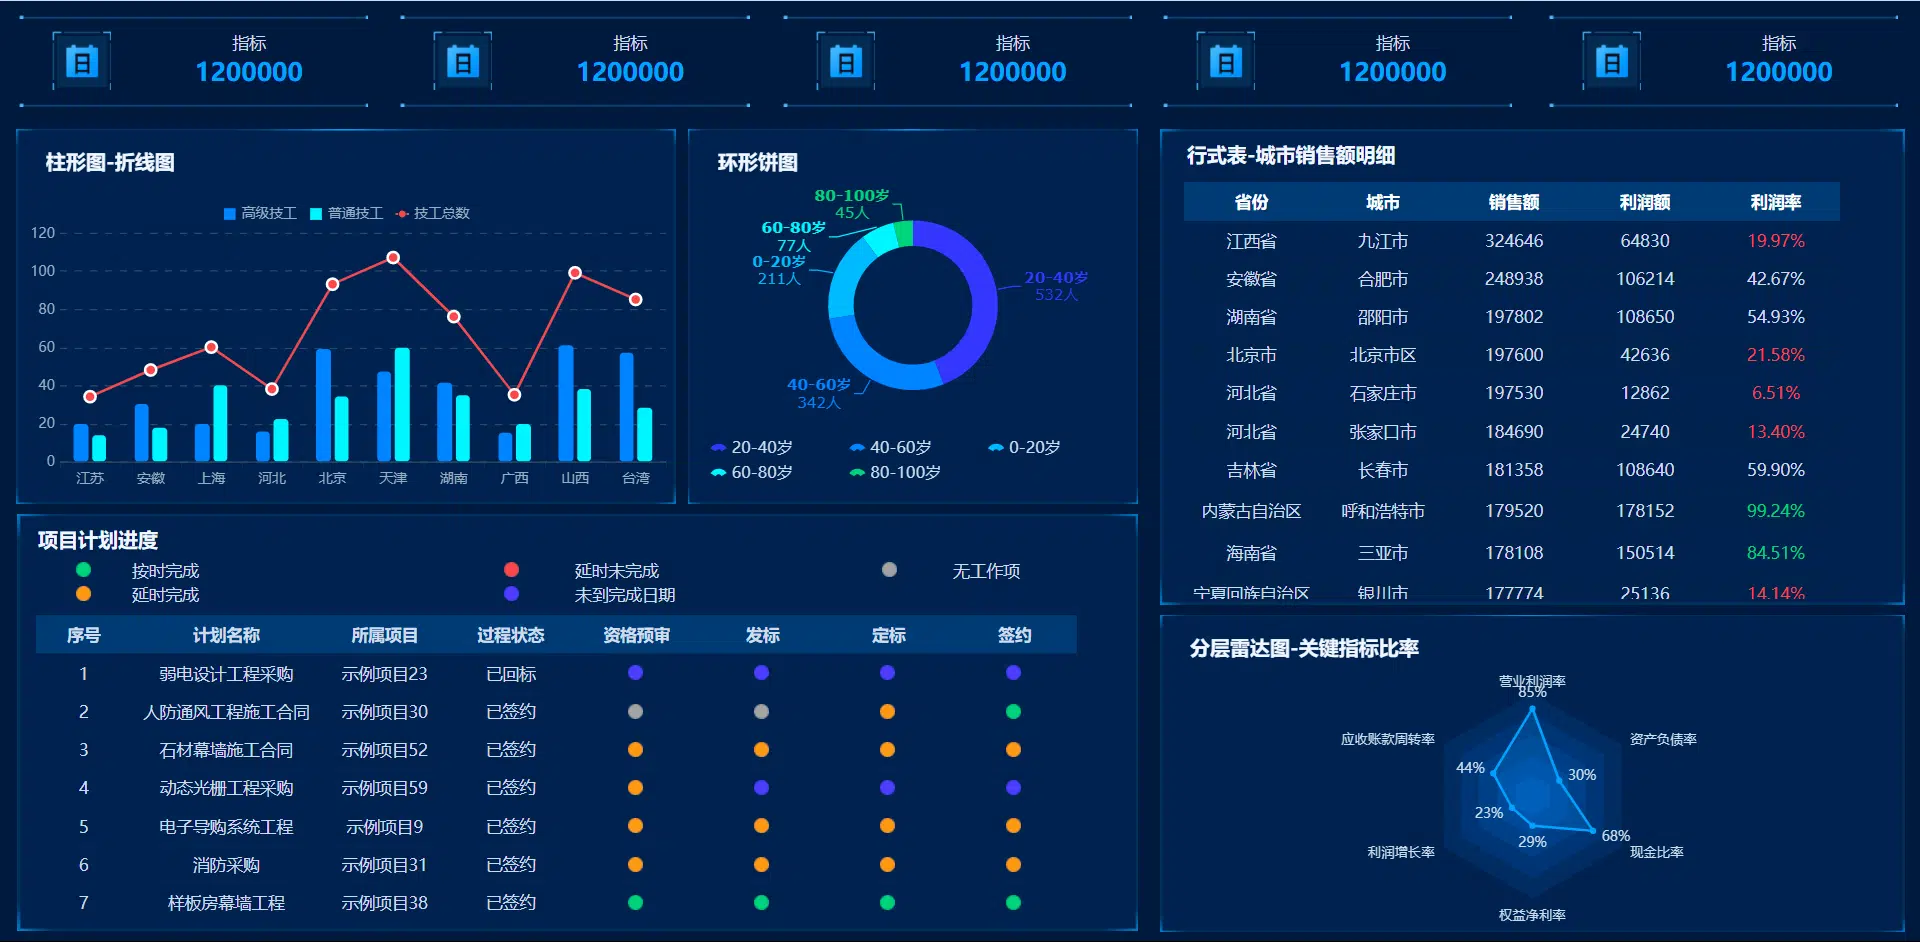 指标 指标 指标 指标 指标
1200000 1200000 1200000 1200000 1200000
柱形图-折线图
高级技工 普通技工 技工总数
120
100
80
60
40
20
0
江苏 安徽 上海 河北 北京 天津 湖南 广西 山西 台湾
环形饼图
80-100岁
45人
60-80岁
77人
0-20岁
211人
20-40岁
532人
40-60岁
342人
20-40岁 40-60岁 0-20岁
60-80岁 80-100岁
行式表-城市销售额明细
省份 城市 销售额 利润额 利润率
江西省 九江市 324646 64830 19.97%
安徽省 合肥市 248938 106214 42.67%
湖南省 邵阳市 197802 108650 54.93%
北京市 北京市区 197600 42636 21.58%
河北省 石家庄市 197530 12862 6.51%
河北省 张家口市 184690 24740 13.40%
吉林省 长春市 181358 108640 59.90%
内蒙古自治区 呼和浩特市 179520 178152 99.24%
海南省 三亚市 178108 150514 84.51%
宁夏回族自治区 银川市 177774 25136 14.14%
项目计划进度
按时完成 延时未完成 无工作项
延时完成 未到完成日期
序号 计划名称 所属项目 过程状态 资格预审 发标 定标 签约
1 弱电设计工程采购 示例项目23 已回标
2 人防通风工程施工合同 示例项目30 已签约
3 石材幕墙施工合同 示例项目52 已签约
4 动态光栅工程采购 示例项目59 已签约
5 电子导购系统工程 示例项目9 已签约
6 消防采购 示例项目31 已签约
7 样板房幕墙工程 示例项目38 已签约
分层雷达图-关键指标比率
营业利润率
85%
应收账款周转率 资产负债率
44% 30%
23% 68%
29%
利润增长率 现金比率
权益净利率